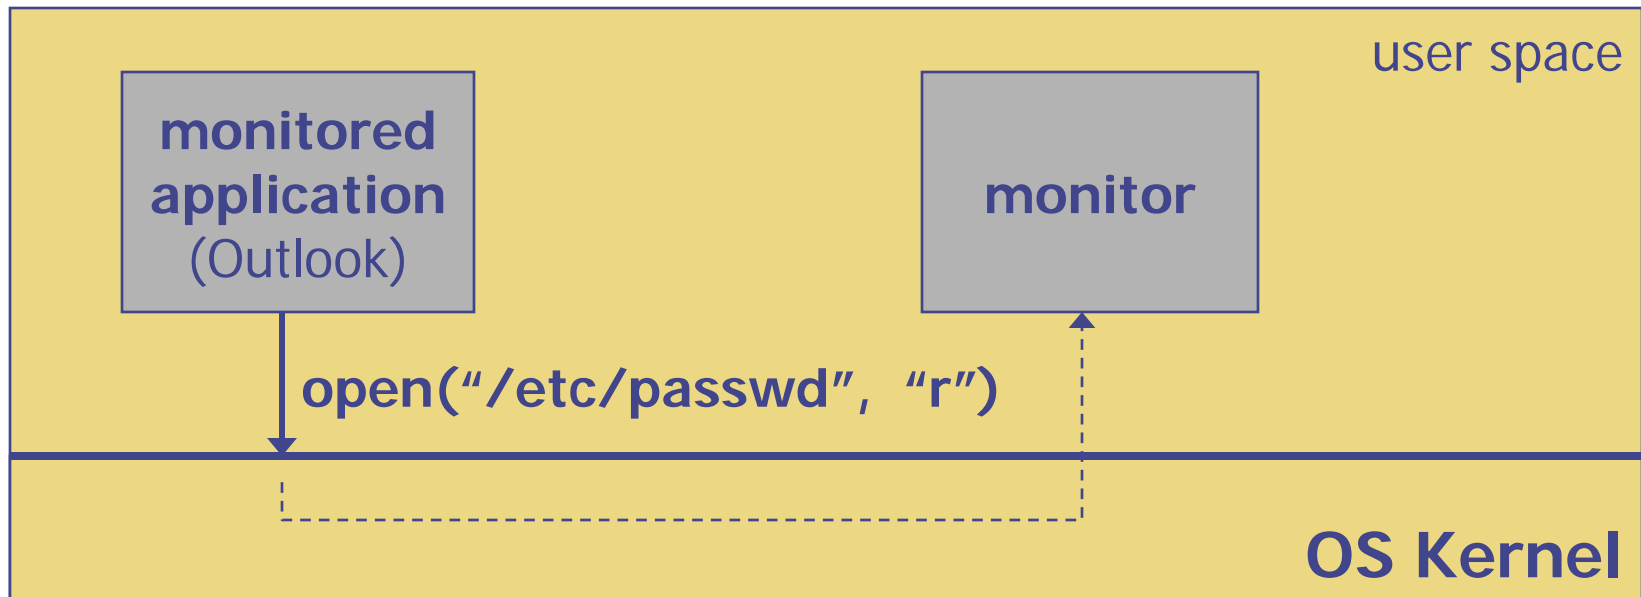 user space
monitored
application
(Outlook)
monitor
open(“/etc/passwd”, “r”)
OS Kernel